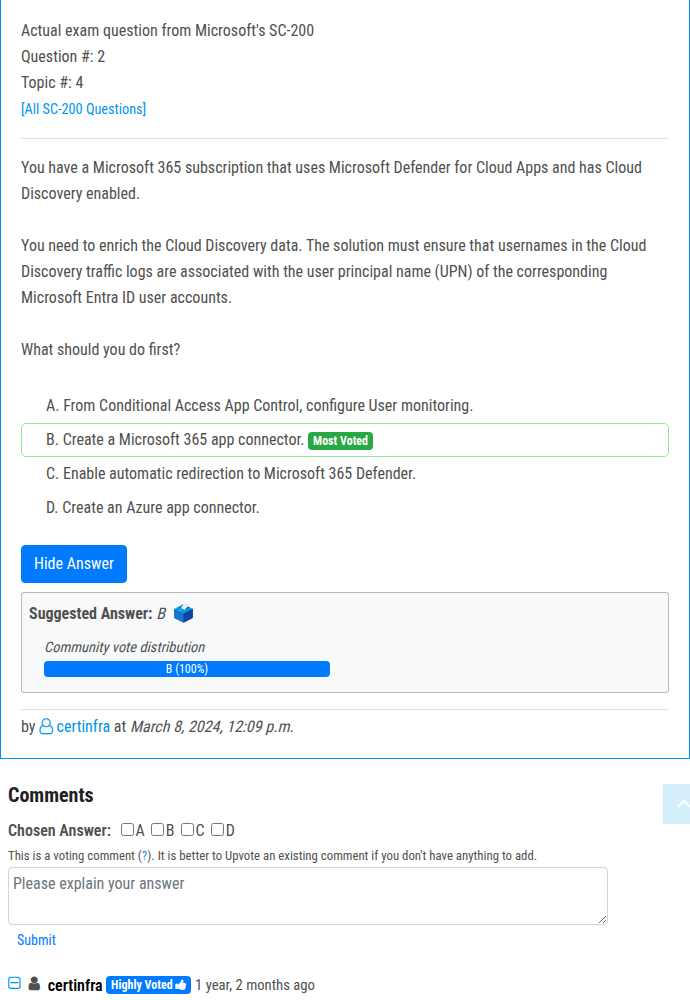 Actual exam question from Microsoft's SC-200
Question #: 2
Topic #: 4
[All SC-200 Questions]
You have a Microsoft 365 subscription that uses Microsoft Defender for Cloud Apps and has Cloud
Discovery enabled.
You need to enrich the Cloud Discovery data. The solution must ensure that usernames in the Cloud
Discovery traffic logs are associated with the user principal name (UPN) of the corresponding
Microsoft Entra ID user accounts.
What should you do first?
A. From Conditional Access App Control, configure User monitoring.
B. Create a Microsoft 365 app connector. Most Voted
C. Enable automatic redirection to Microsoft 365 Defender.
D. Create an Azure app connector.
Hide Answer
Suggested Answer: B
Community vote distribution
B (100%)
by certinfra at March 8, 2024, 12:09 p.m.
Comments
Chosen Answer: A B C D
This is a voting comment (?). It is better to Upvote an existing comment if you don't have anything to add.
Please explain your answer
Submit
certinfra Highly Voted 1 year, 2 months ago